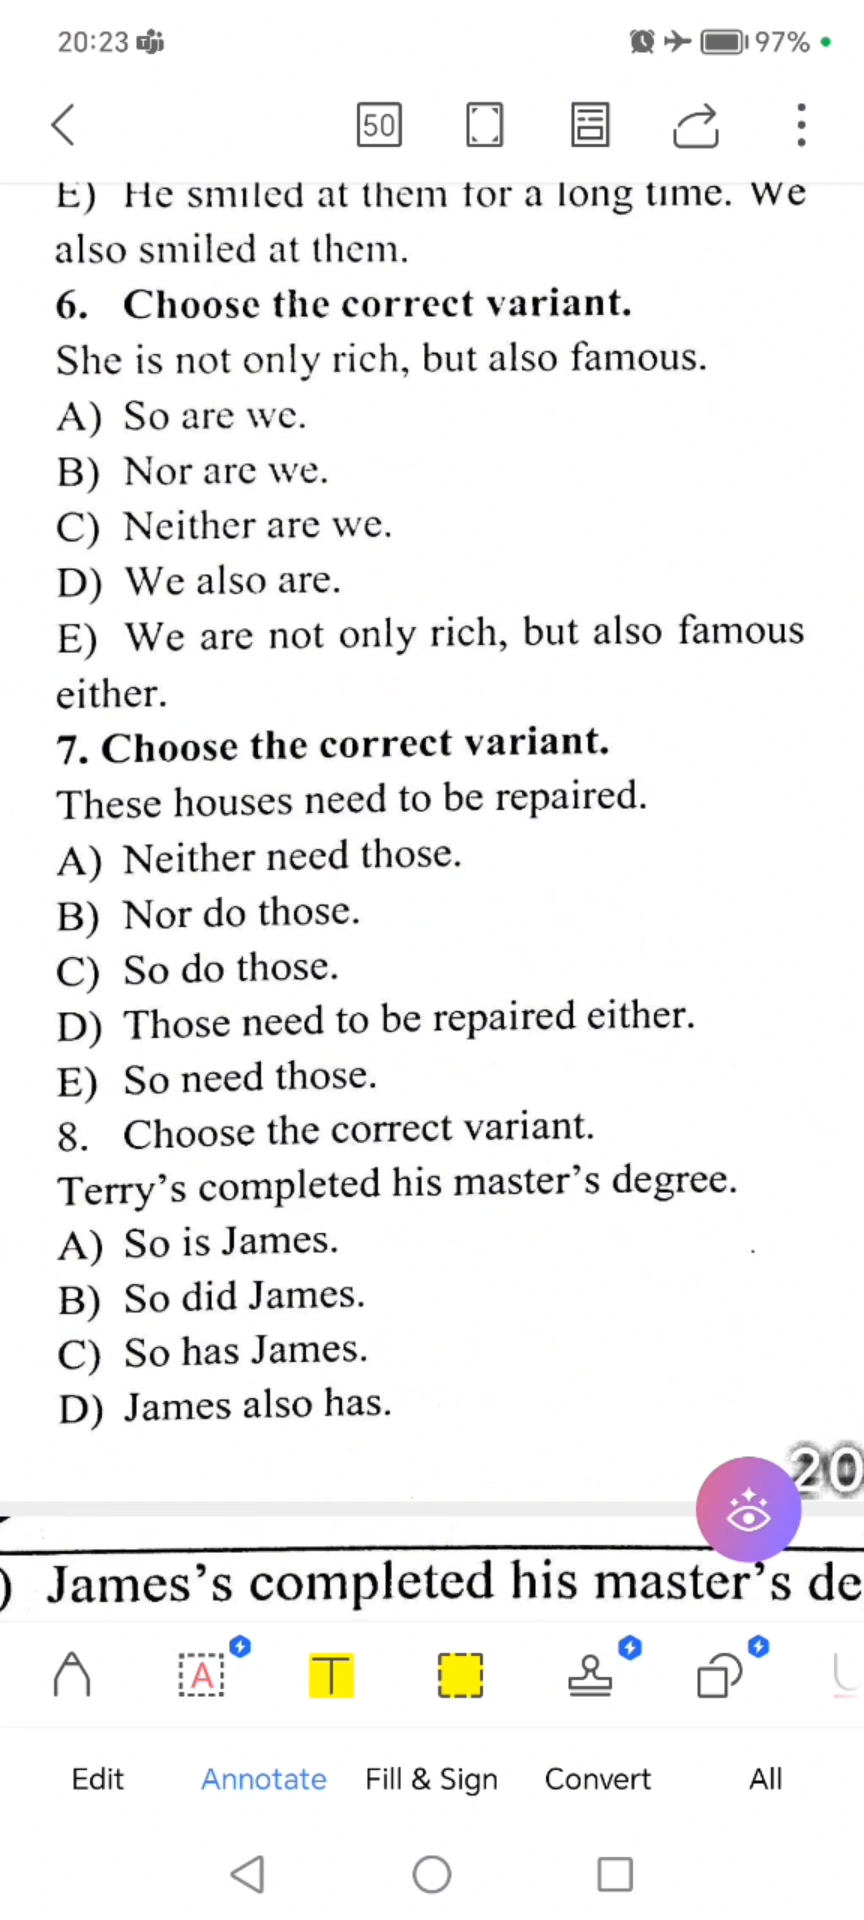 20:23
97%
50
E) He smiled at them for a long time. We
also smiled at them.
6. Choose the correct variant.
She is not only rich, but also famous.
A) So are we.
B) Nor are we.
C) Neither are we.
D) We also are.
E) We are not only rich, but also famous
either.
7. Choose the correct variant.
These houses need to be repaired.
A) Neither need those.
B) Nor do those.
C) So do those.
D) Those need to be repaired either.
E) So need those.
8. Choose the correct variant.
Terry's completed his master's degree.
A) So is James.
B) So did James.
C) So has James.
D) James also has.
20
) James's completed his master's de
A
T
U
Edit Annotate Fill & Sign Convert All